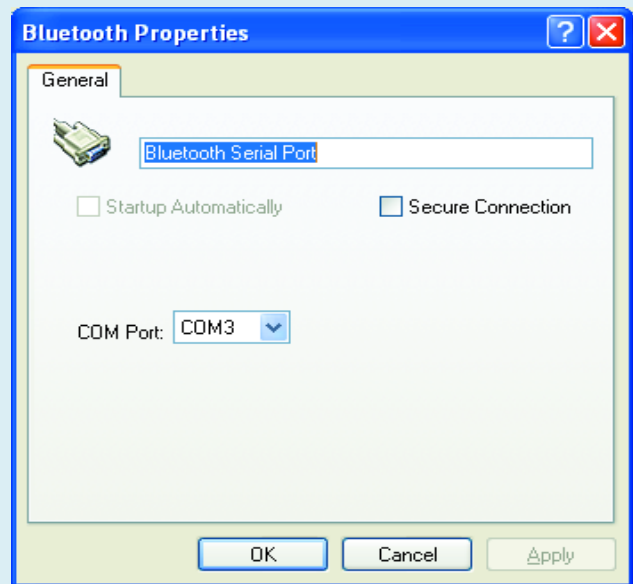 Bluetooth Properties
General
Bluetooth Serial Port
Startup Automatically
Secure Connection
COM Port: COM3
OK Cancel Apply